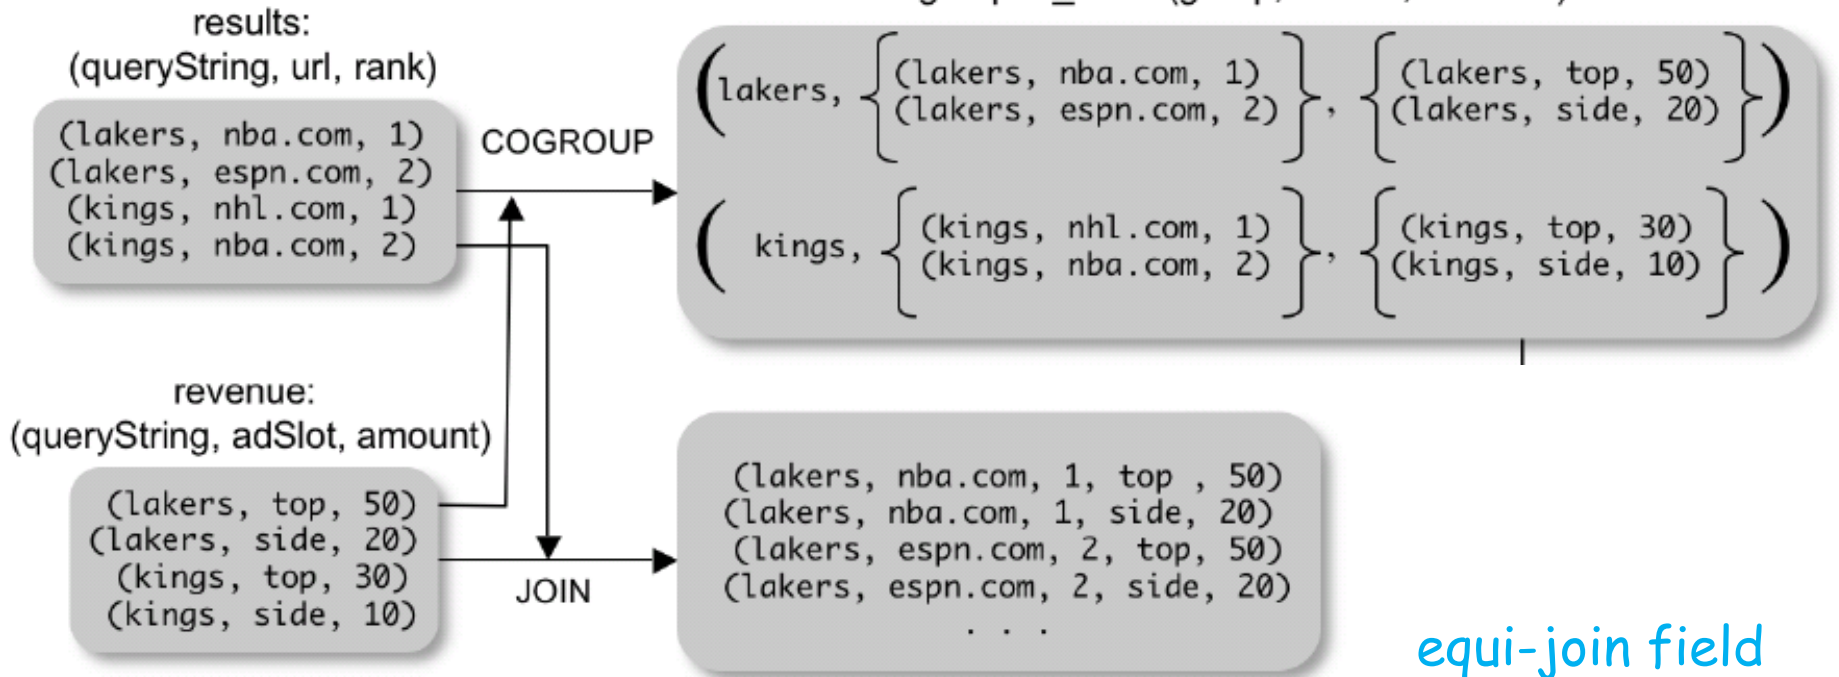 results:
(queryString, url, rank)
(lakers, nba.com, 1)
(lakers, espn.com, 2)
(kings, nhl.com, 1)
(kings, nba.com, 2)
COGROUP
(lakers, {(lakers, nba.com, 1)
(lakers, espn.com, 2)}, {(lakers, top, 50)
(lakers, side, 20)})
( kings, {(kings, nhl.com, 1)
(kings, nba.com, 2)}, {(kings, top, 30)
(kings, side, 10)})
revenue:
(queryString, adSlot, amount)
(lakers, top, 50)
(lakers, side, 20)
(kings, top, 30)
(kings, side, 10)
JOIN
(lakers, nba.com, 1, top , 50)
(lakers, nba.com, 1, side, 20)
(lakers, espn.com, 2, top, 50)
(lakers, espn.com, 2, side, 20)
. . .
equi-join field